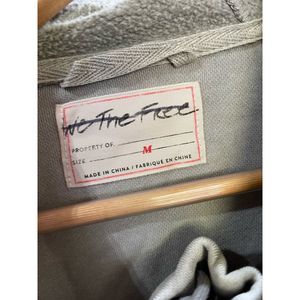 We The Free
PROPERTY OF:
SIZE: M
MADE IN CHINA / FABRIQUÉ EN CHINE